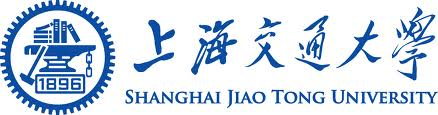 1896
上海交通大學
SHANGHAI JIAO TONG UNIVERSITY